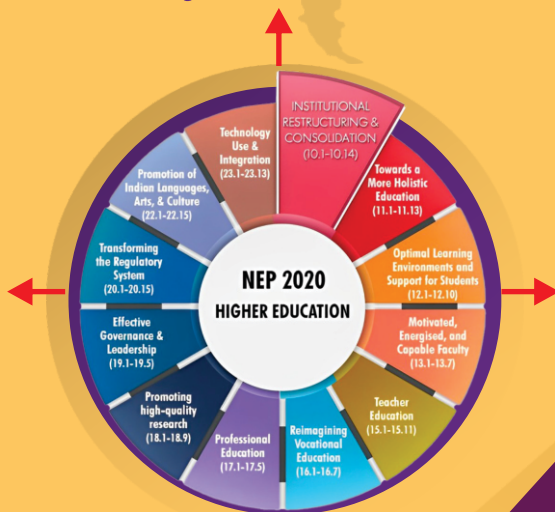 INSTITUTIONAL
RESTRUCTURING &
CONSOLIDATION
(10.1-10.14)
Towards a
More Holistic
Education
(11.1-11.13)
Optimal Learning
Environments and
Support for Students
(12.1-12.10)
Motivated,
Energised, and
Capable Faculty
(13.1-13.7)
Teacher
Education
(15.1-15.11)
Reimagining
Vocational
Education
(16.1-16.7)
Professional
Education
(17.1-17.5)
Promoting
high-quality
research
(18.1-18.9)
Effective
Governance &
Leadership
(19.1-19.5)
Transforming
the Regulatory
System
(20.1-20.15)
Promotion of
Indian Languages,
Arts, & Culture
(22.1-22.15)
Technology
Use &
Integration
(23.1-23.13)
NEP 2020
HIGHER EDUCATION